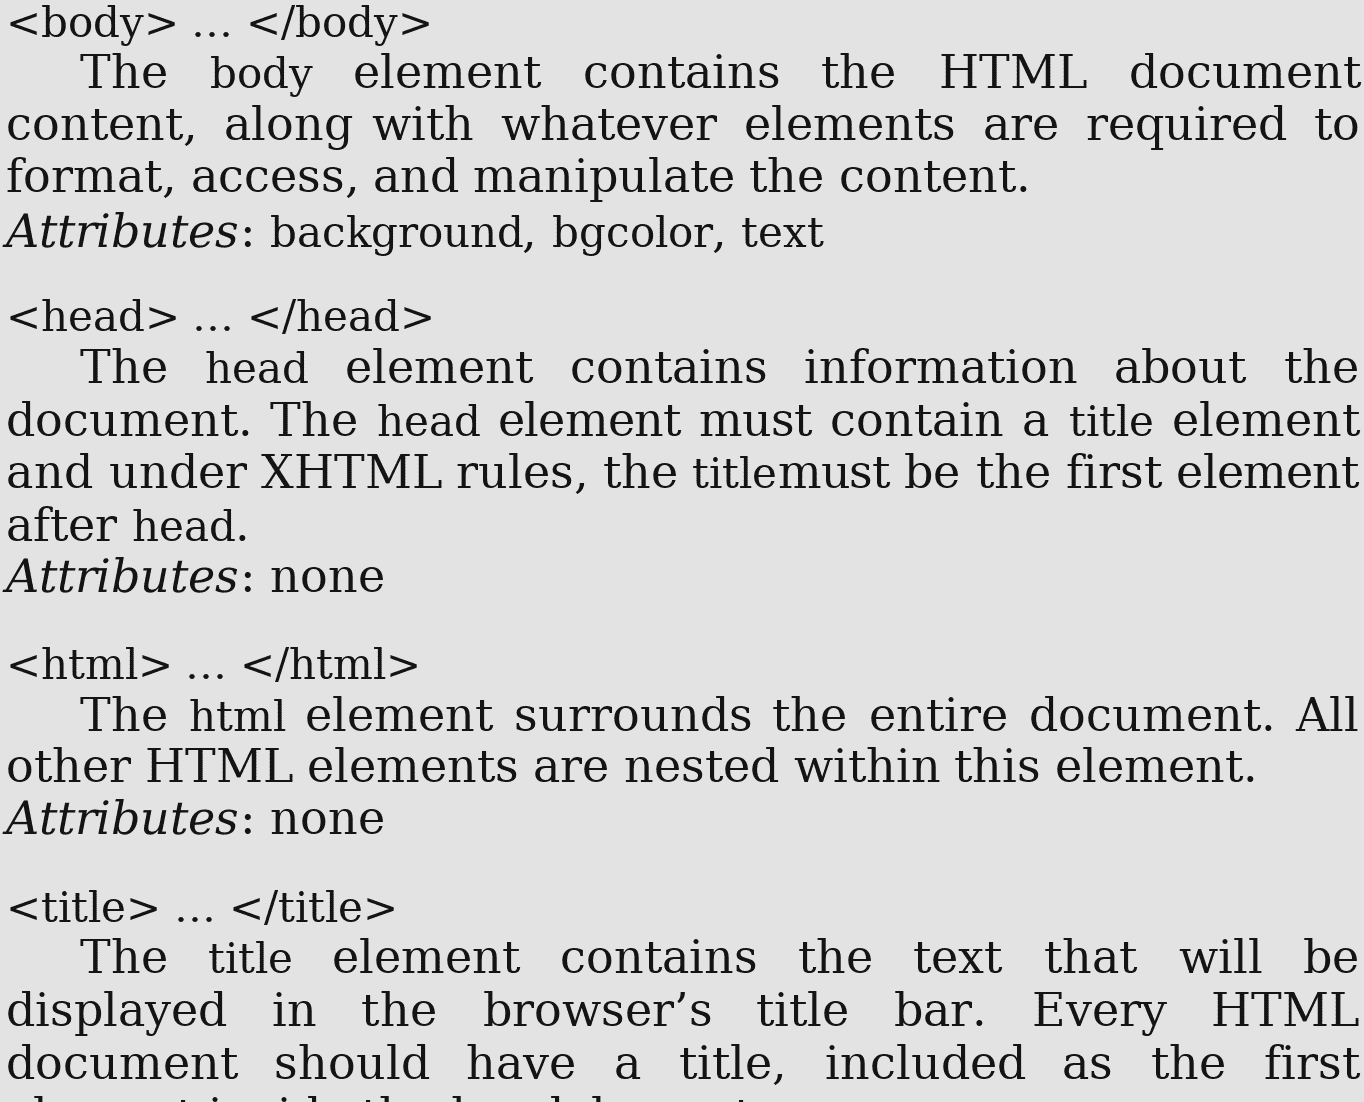 <body> … </body>
The body element contains the HTML document
content, along with whatever elements are required to
format, access, and manipulate the content.
Attributes: background, bgcolor, text
<head> … </head>
The head element contains information about the
document. The head element must contain a title element
and under XHTML rules, the titlemust be the first element
after head.
Attributes: none
<html> … </html>
The html element surrounds the entire document. All
other HTML elements are nested within this element.
Attributes: none
<title> … </title>
The title element contains the text that will be
displayed in the browser’s title bar. Every HTML
document should have a title, included as the first